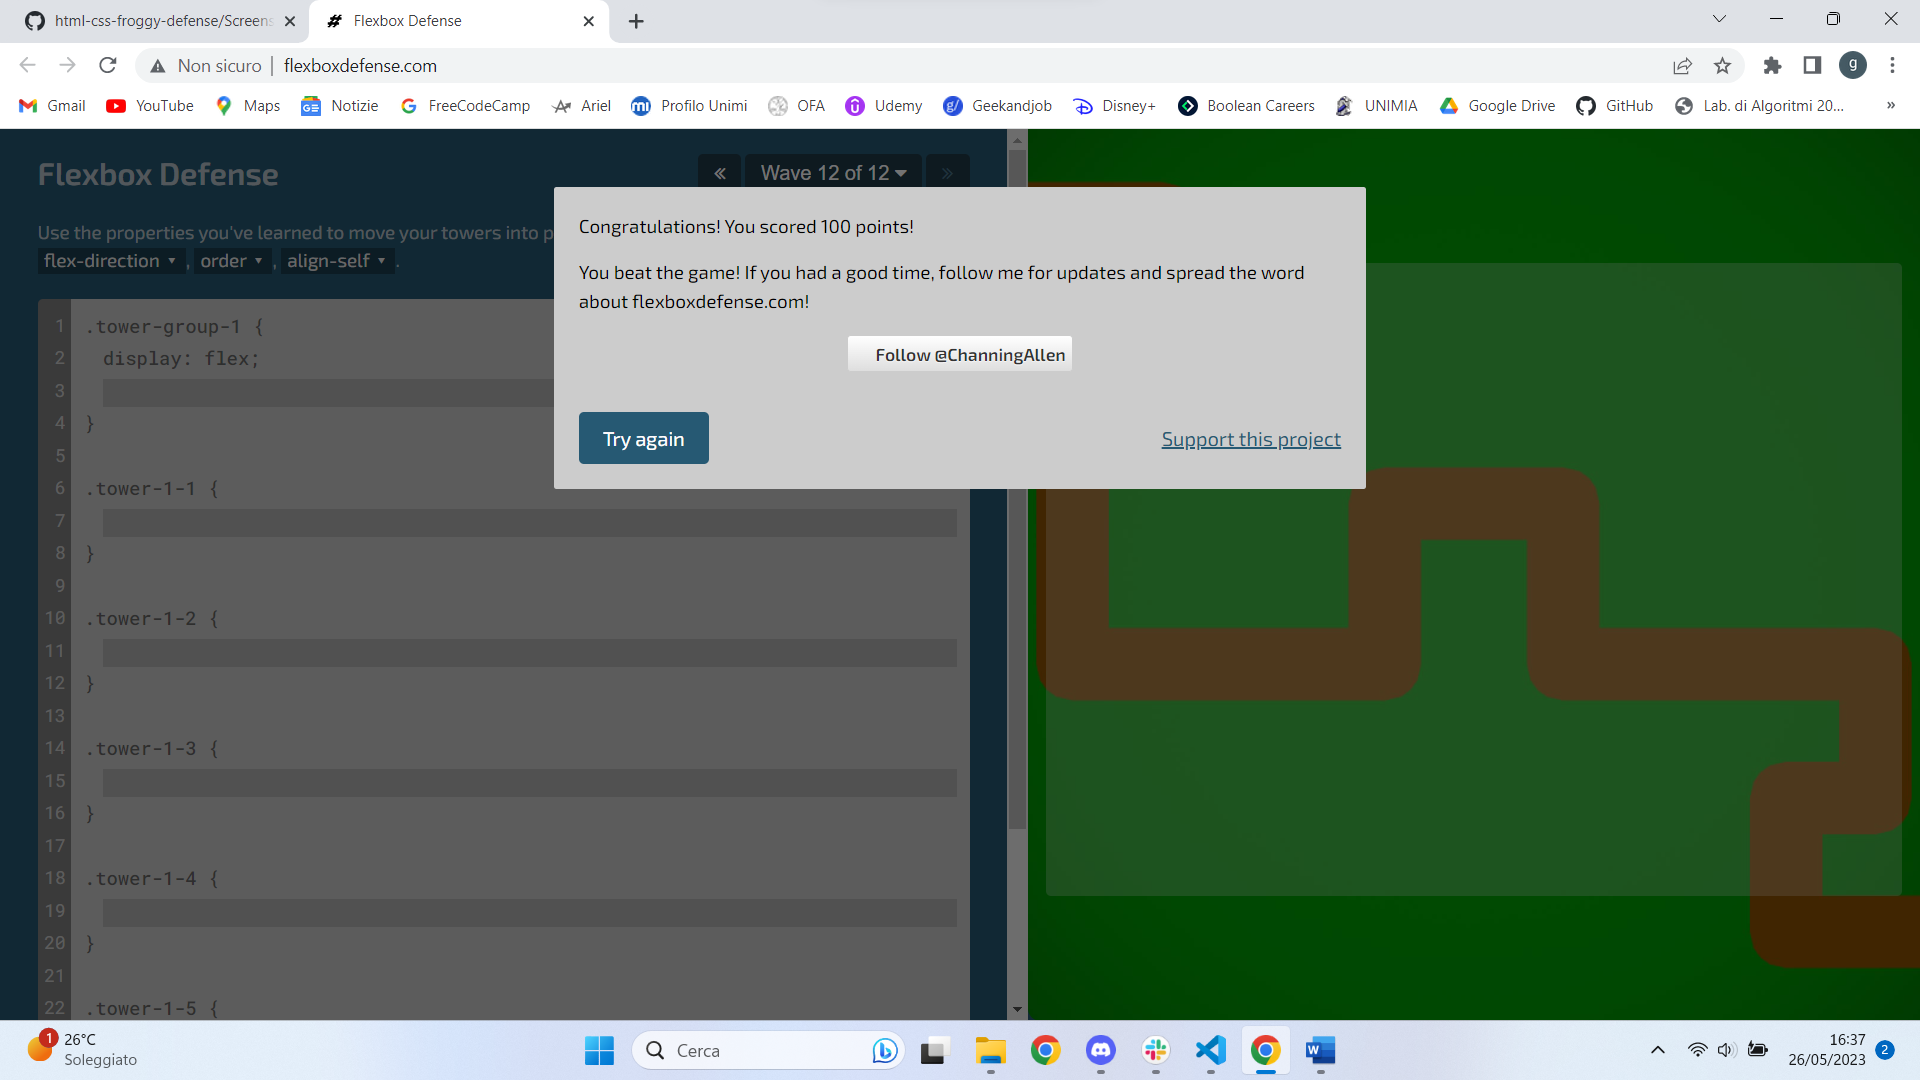 html-css-froggy-defense/Screens
Flexbox Defense
Non sicuro
flexboxdefense.com
g
Gmail
YouTube
Maps
Notizie
FreeCodeCamp
Ariel
Profilo Unimi
OFA
Udemy
Geekandjob
Disney+
Boolean Careers
UNIMIA
Google Drive
GitHub
Lab. di Algoritmi 20...
»
Flexbox Defense
«
Wave 12 of 12
»
Use the properties you've learned to move your towers into p
flex-direction ▾ , order ▾ , align-self ▾ .
Congratulations! You scored 100 points!
You beat the game! If you had a good time, follow me for updates and spread the word
about flexboxdefense.com!
Follow @ChanningAllen
Try again
Support this project
1 .tower-group-1 {
2 display: flex;
3
4 }
5
6 .tower-1-1 {
7
8 }
9
10 .tower-1-2 {
11
12 }
13
14 .tower-1-3 {
15
16 }
17
18 .tower-1-4 {
19
20 }
21
22 .tower-1-5 {
1
26°C
Soleggiato
Cerca
16:37
26/05/2023
2